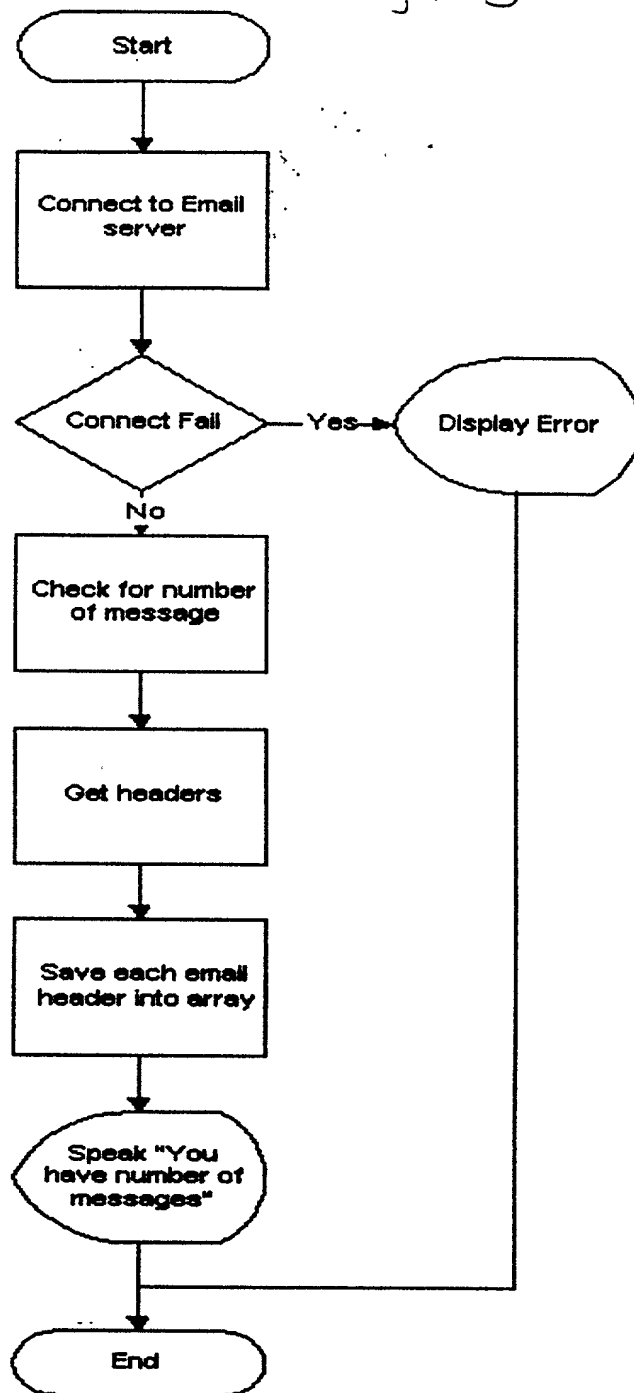 Start
Connect to Email
server
Connect Fail
Yes
Display Error
No
Check for number
of message
Get headers
Save each email
header into array
Speak "You
have number of
messages"
End